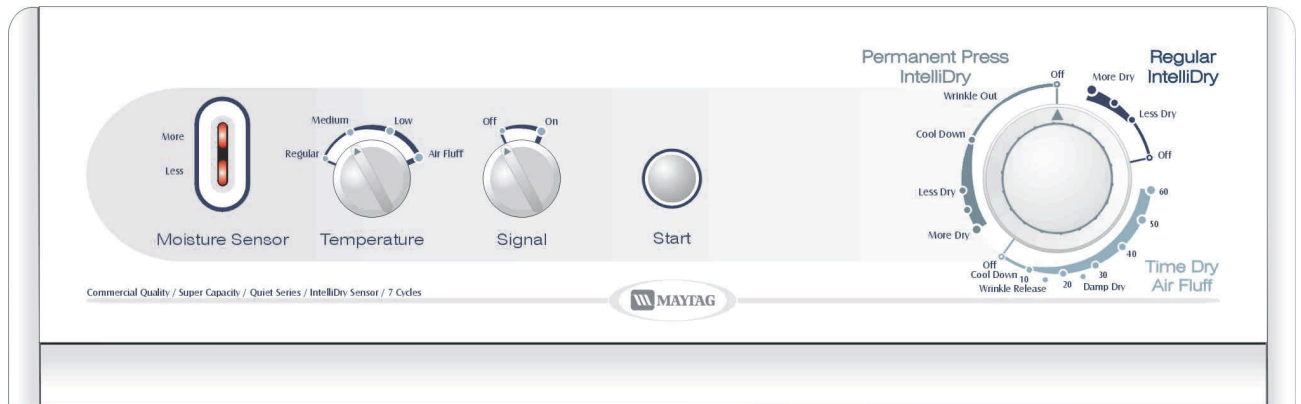 More
Less
Moisture Sensor
Regular
Medium
Low
Air Fluff
Temperature
Off
On
Signal
Start
Permanent Press
IntelliDry
Regular
IntelliDry
Off
More Dry
Less Dry
Off
Wrinkle Out
Cool Down
Less Dry
More Dry
60
50
40
30
20
10
Off
Cool Down
Wrinkle Release
Damp Dry
Time Dry
Air Fluff
Commercial Quality / Super Capacity / Quiet Series / IntelliDry Sensor / 7 Cycles
MAYTAG